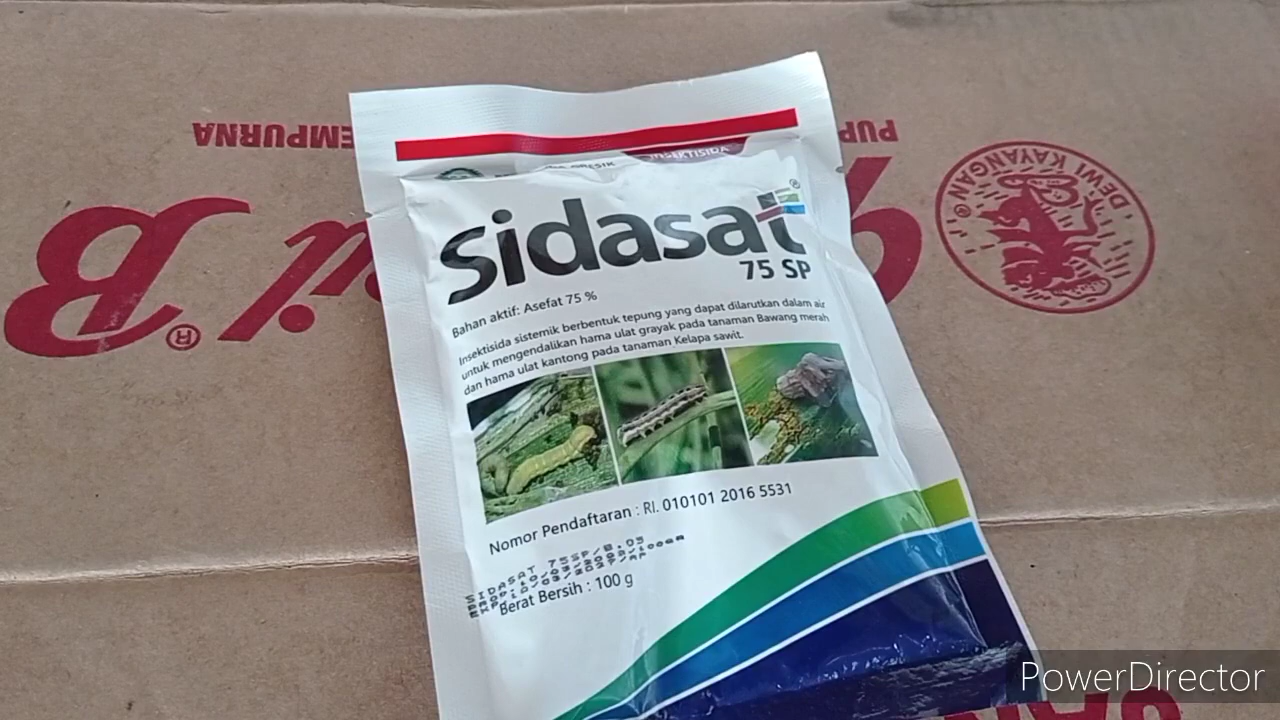 EMPURNA
PUP
DEWI KAYANGAN ®
B ®
GRESIK
INSEKTISIDA
sidasat®
75 SP
Bahan aktif: Asefat 75 %
Insektisida sistemik berbentuk tepung yang dapat dilarutkan dalam air
untuk mengendalikan hama ulat grayak pada tanaman Bawang merah
dan hama ulat kantong pada tanaman Kelapa sawit.
Nomor Pendaftaran : RI. 010101 2016 5531
SIDASAT 75SP/B.03
Berat Bersih : 100 g
PowerDirector